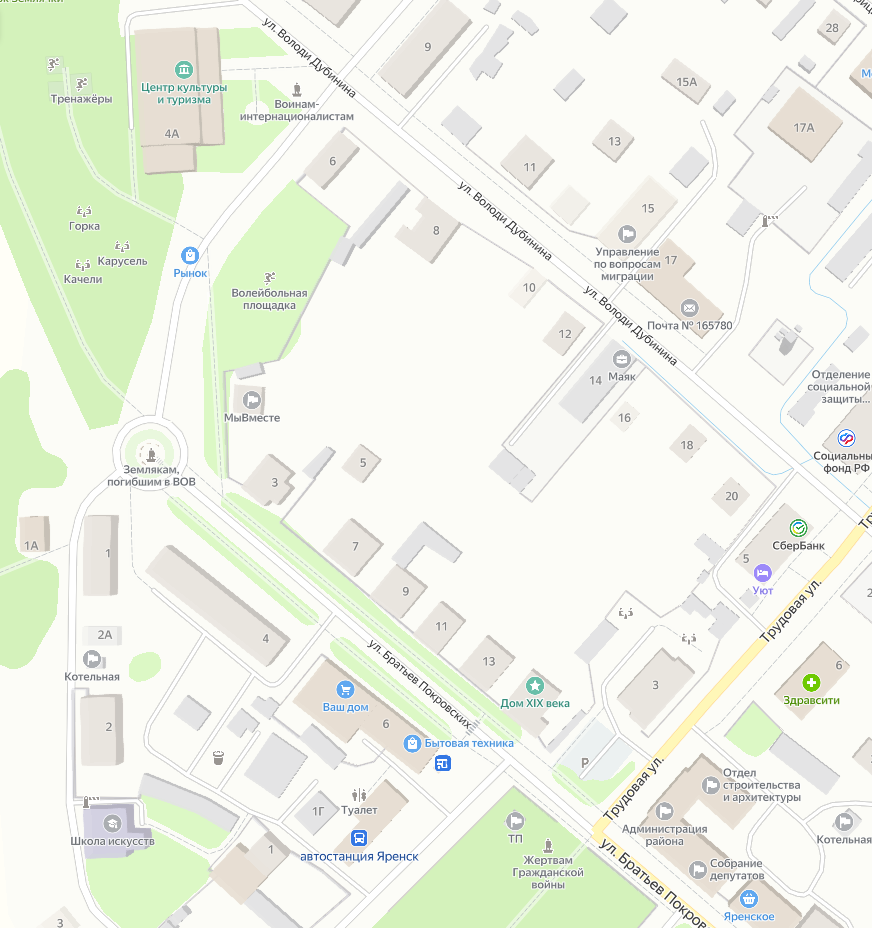 ул. Володи Дубинина
9
28
Тренажёры
Центр культуры
и туризма
4А
Воинам-
интернационалистам
15А
17А
13
11
6
ул. Володи Дубинина
15
8
Горка
Карусель
Качели
Рынок
Управление
по вопросам
миграции
17
Волейбольная
площадка
10
ул. Володи Дубинина
Почта № 165780
12
Маяк
14
Отделение
социальной
защиты...
МыВместе
16
18
Социальны
фонд РФ
Землякам,
погибшим в ВОВ
5
3
20
СберБанк
1А
1
7
5
Уют
9
Трудовая ул.
11
2А
4
ул. Братьев Покровских
13
3
6
Котельная
Ваш дом
Дом XIX века
Здравсити
6
2
Бытовая техника
P
Трудовая ул.
Отдел
строительства
и архитектуры
1Г
Туалет
Школа искусств
ТП
Администрация
района
Котельная
автостанция Яренск
1
Жертвам
Гражданской
войны
ул. Братьев Покров
Собрание
депутатов
Яренское
3